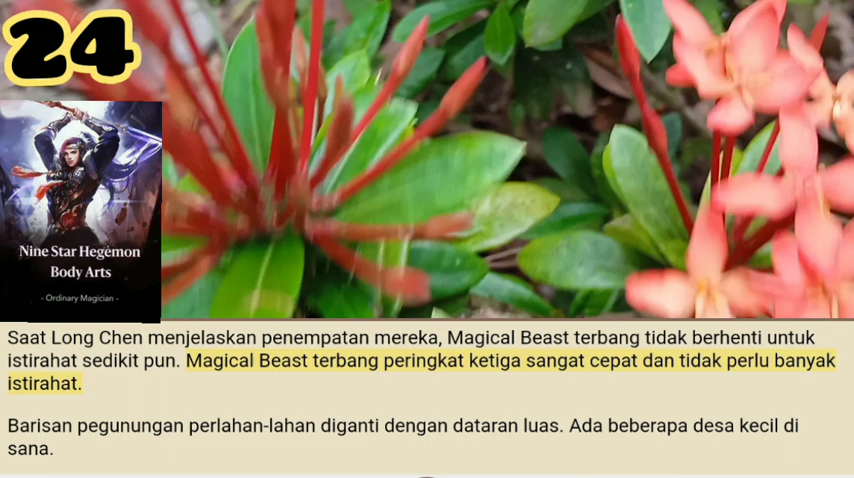 24
Nine Star Hegemon
Body Arts
- Ordinary Magician -
Saat Long Chen menjelaskan penempatan mereka, Magical Beast terbang tidak berhenti untuk
istirahat sedikit pun. Magical Beast terbang peringkat ketiga sangat cepat dan tidak perlu banyak
istirahat.
Barisan pegunungan perlahan-lahan diganti dengan dataran luas. Ada beberapa desa kecil di
sana.